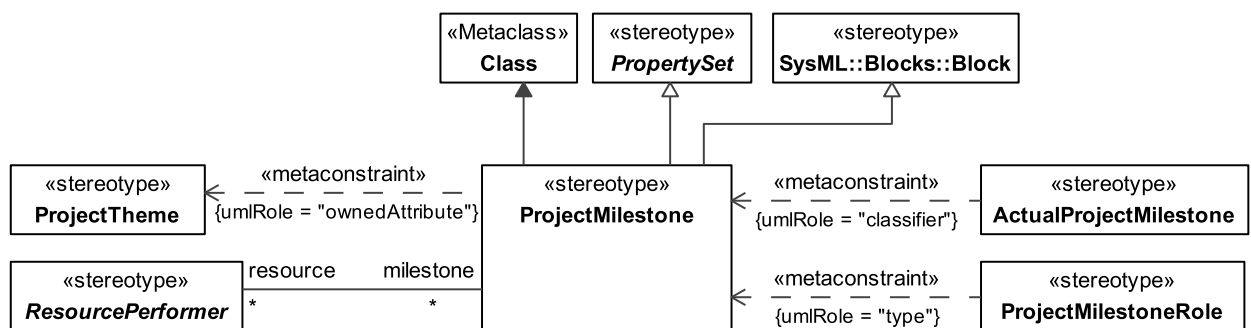 «Metaclass»
Class
«stereotype»
PropertySet
«stereotype»
SysML::Blocks::Block
«stereotype»
ProjectTheme
«metaconstraint»
{umlRole = "ownedAttribute"}
«stereotype»
ProjectMilestone
«metaconstraint»
{umlRole = "classifier"}
«stereotype»
ActualProjectMilestone
«stereotype»
ResourcePerformer
resource
milestone
*
*
«metaconstraint»
{umlRole = "type"}
«stereotype»
ProjectMilestoneRole